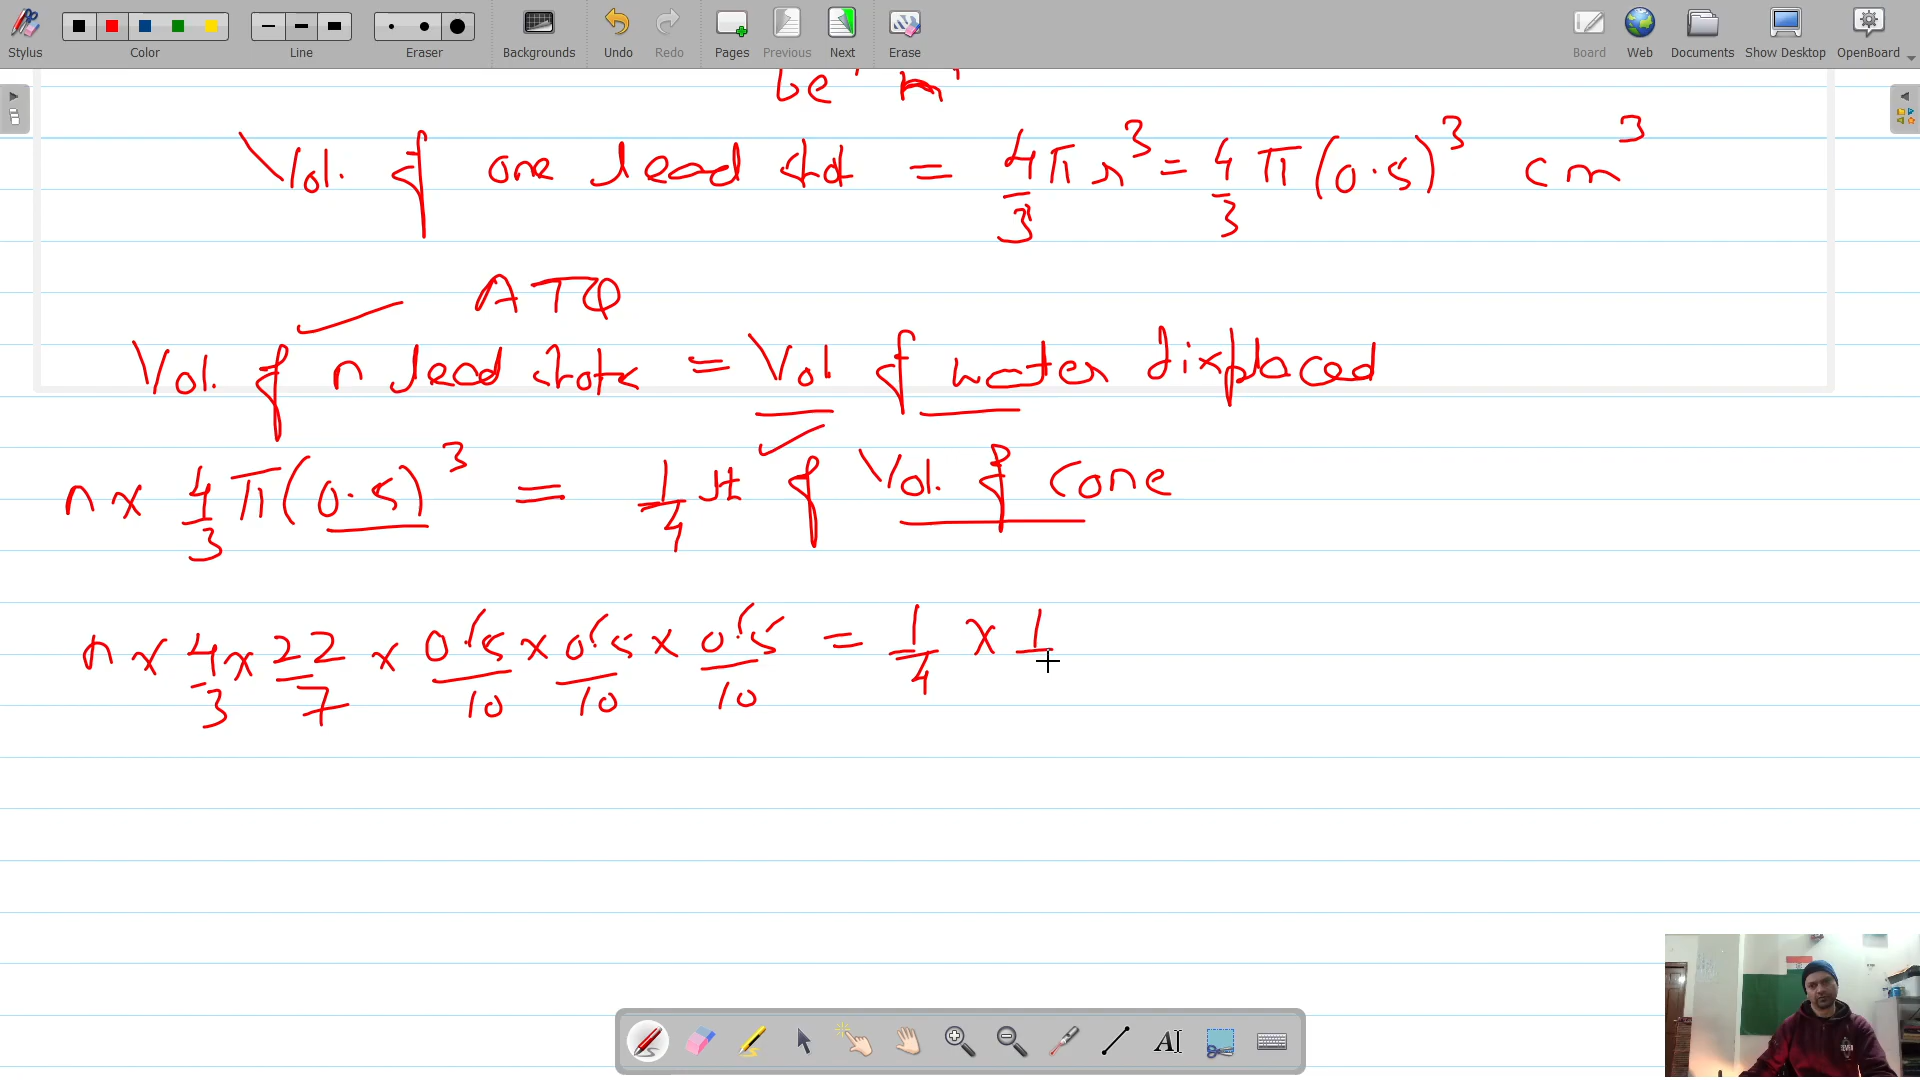 Stylus Color Line Eraser Backgrounds Undo Redo Pages Previous Next Erase Board Web Documents Show Desktop OpenBoard
be 'n'
Vol. of one lead shot = 4/3 π r³ = 4/3 π (0.5)³ cm³
ATQ
Vol. of n lead shots = Vol of water displaced
n x 4/3 π (0.5)³ = 1/4 th of Vol. of cone
n x 4/3 x 22/7 x 0.5/10 x 0.5/10 x 0.5/10 = 1/4 x 1